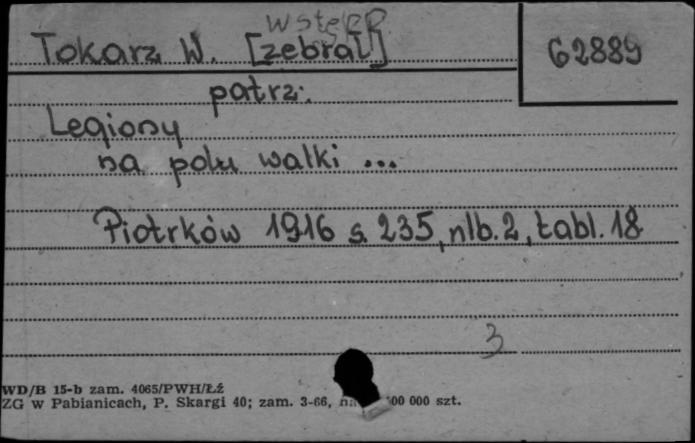 wstęp
Tokarz W. [zebrał] 62889
patrz:
Legiony
na polu walki ...
Piotrków 1916 s. 235, nlb. 2, tabl. 18
3
WD/B 15-b zam. 4065/PWH/Łź
ZG w Pabianicach, P. Skargi 40; zam. 3-66, 00 000 szt.